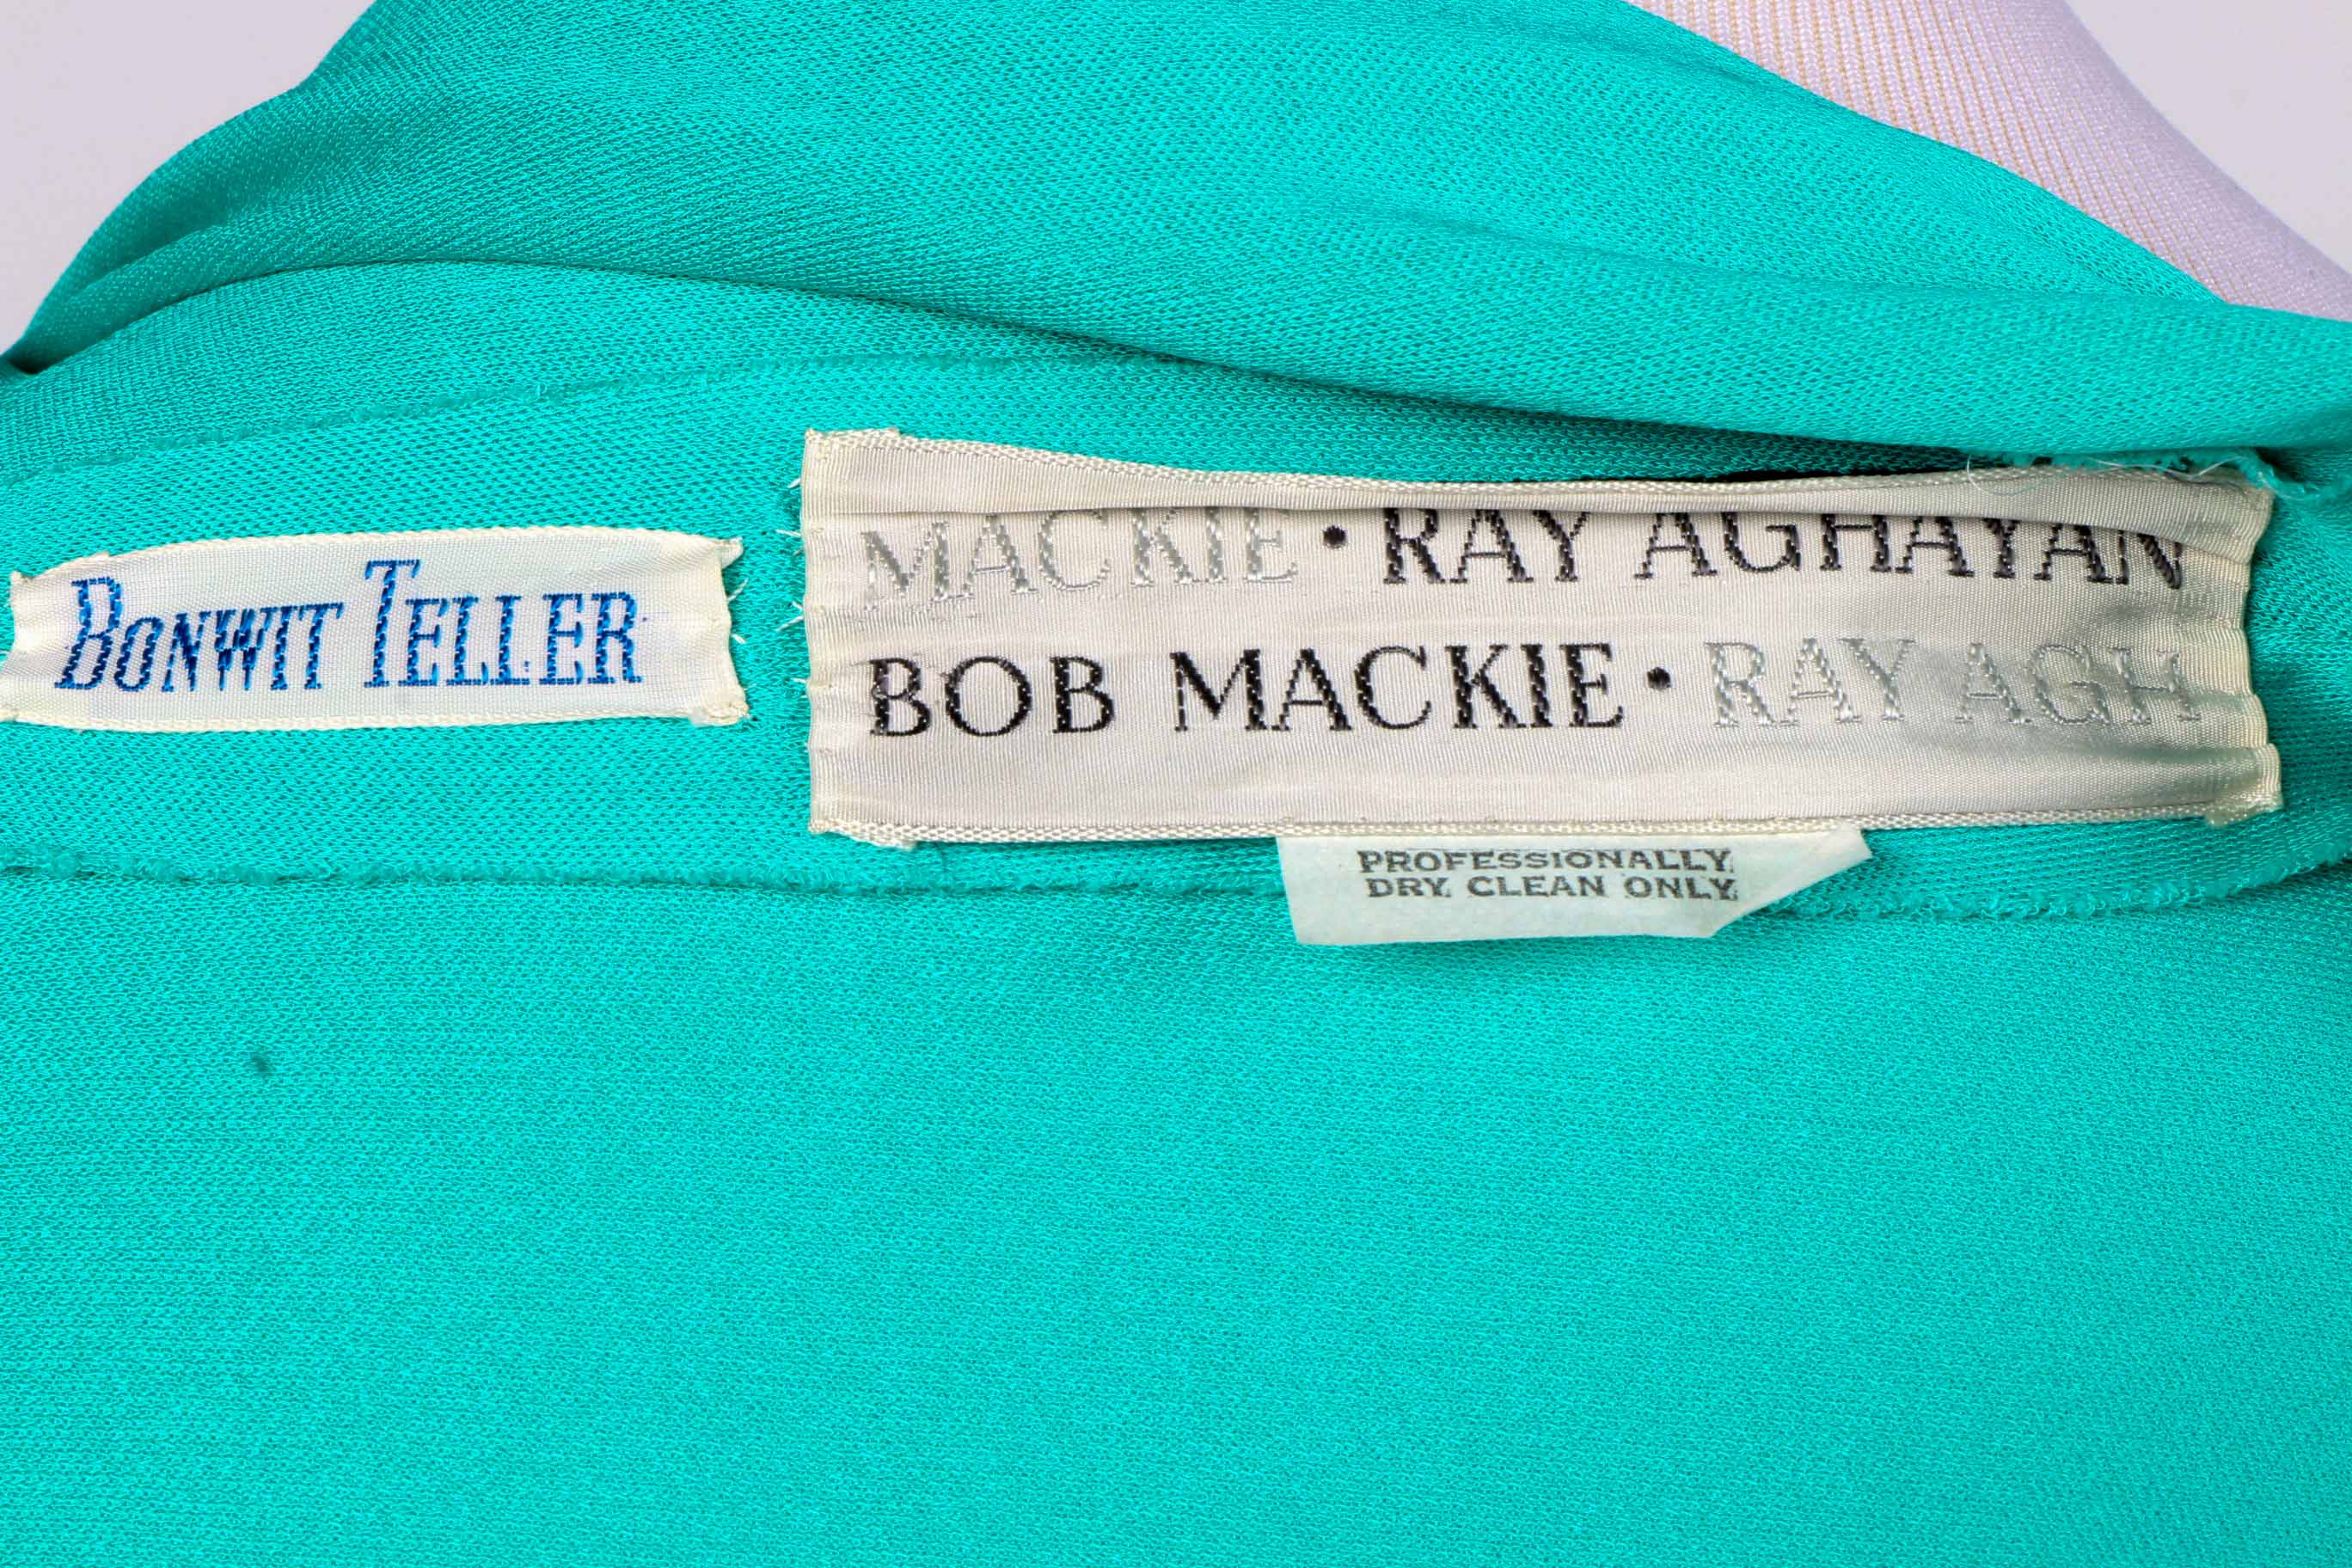 BONWIT TELLER
MACKIE • RAY AGHAYAN
BOB MACKIE • RAY AGH
PROFESSIONALLY
DRY CLEAN ONLY